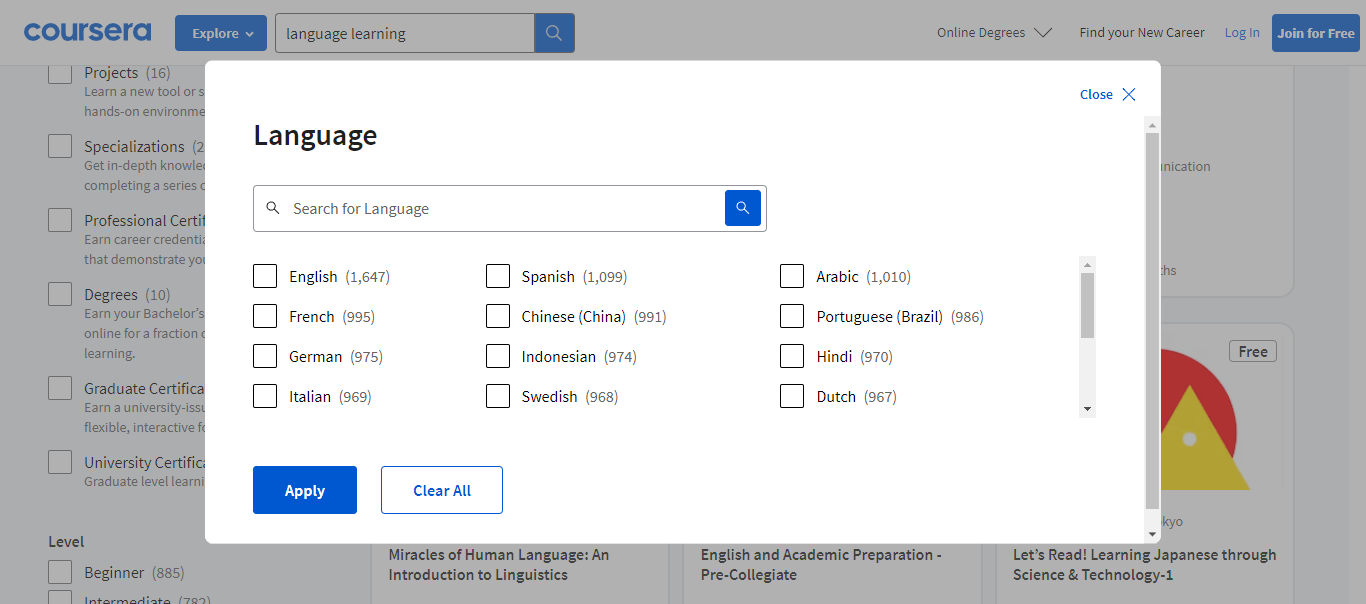 coursera
Explore
language learning
Online Degrees
Find your New Career
Log In
Join for Free
Projects (16)
Learn a new tool or s
hands-on environme
Specializations (2
Get in-depth knowle
completing a series o
Professional Certif
Earn career credentia
that demonstrate you
Degrees (10)
Earn your Bachelor's
online for a fraction o
learning.
Graduate Certifica
Earn a university-issu
flexible, interactive fo
University Certifica
Graduate level learni
Level
Beginner (885)
Intermediate (782)
Close
Language
Search for Language
English (1,647)
Spanish (1,099)
Arabic (1,010)
French (995)
Chinese (China) (991)
Portuguese (Brazil) (986)
German (975)
Indonesian (974)
Hindi (970)
Italian (969)
Swedish (968)
Dutch (967)
Apply
Clear All
unication
ths
Free
kyo
Miracles of Human Language: An
Introduction to Linguistics
English and Academic Preparation -
Pre-Collegiate
Let's Read! Learning Japanese through
Science & Technology-1